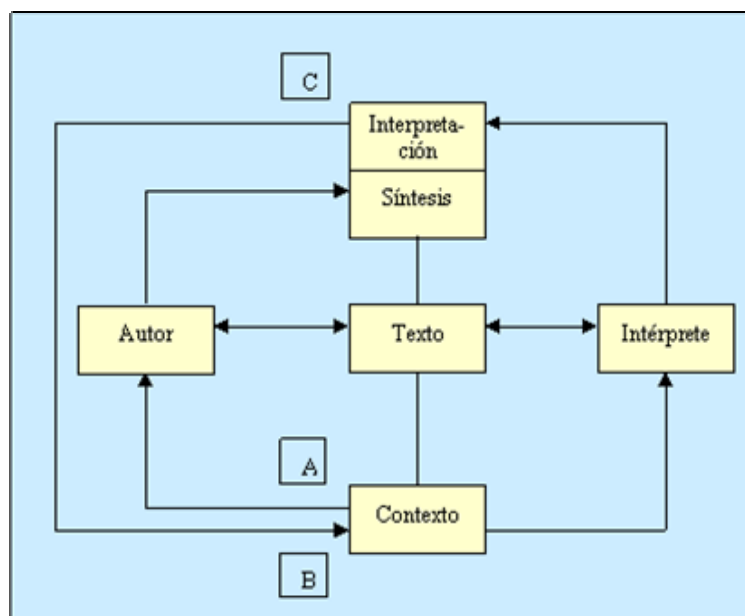 C
Interpreta-
ción
Síntesis
Autor
Texto
Intérprete
A
Contexto
B